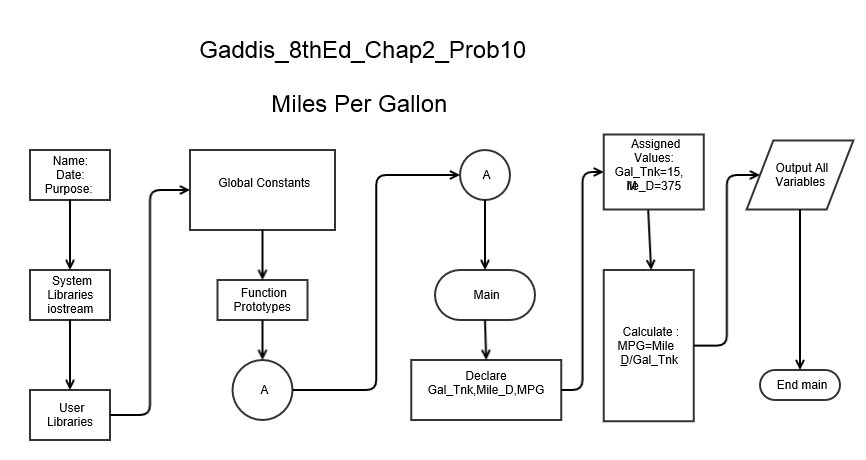 Gaddis_8thEd_Chap2_Prob10
Miles Per Gallon
Name:
Date:
Purpose:
System
Libraries
iostream
User
Libraries
Global Constants
Function
Prototypes
A
A
Main
Declare
Gal_Tnk,Mile_D,MPG
Assigned
Values:
Gal_Tnk=15,
Mile_D=375
Calculate :
MPG=Mile
D/Gal_Tnk
Output All
Variables
End main